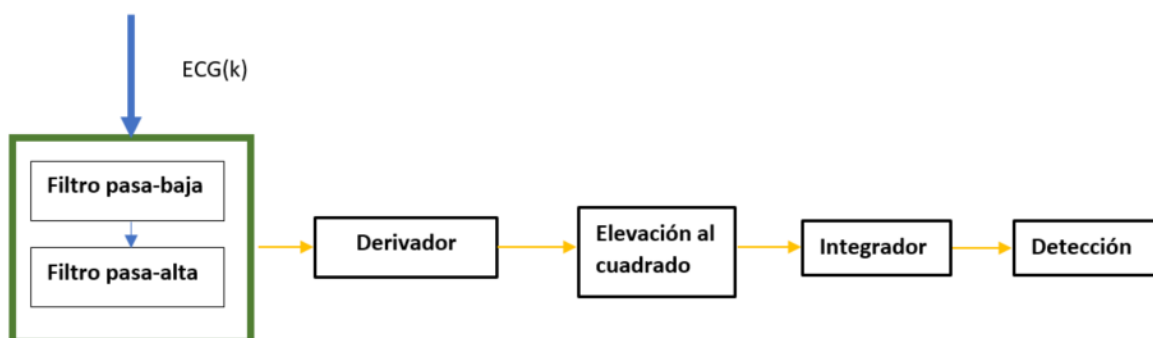 ECG(k)
Filtro pasa-baja
Filtro pasa-alta
Derivador
Elevación al
cuadrado
Integrador
Detección